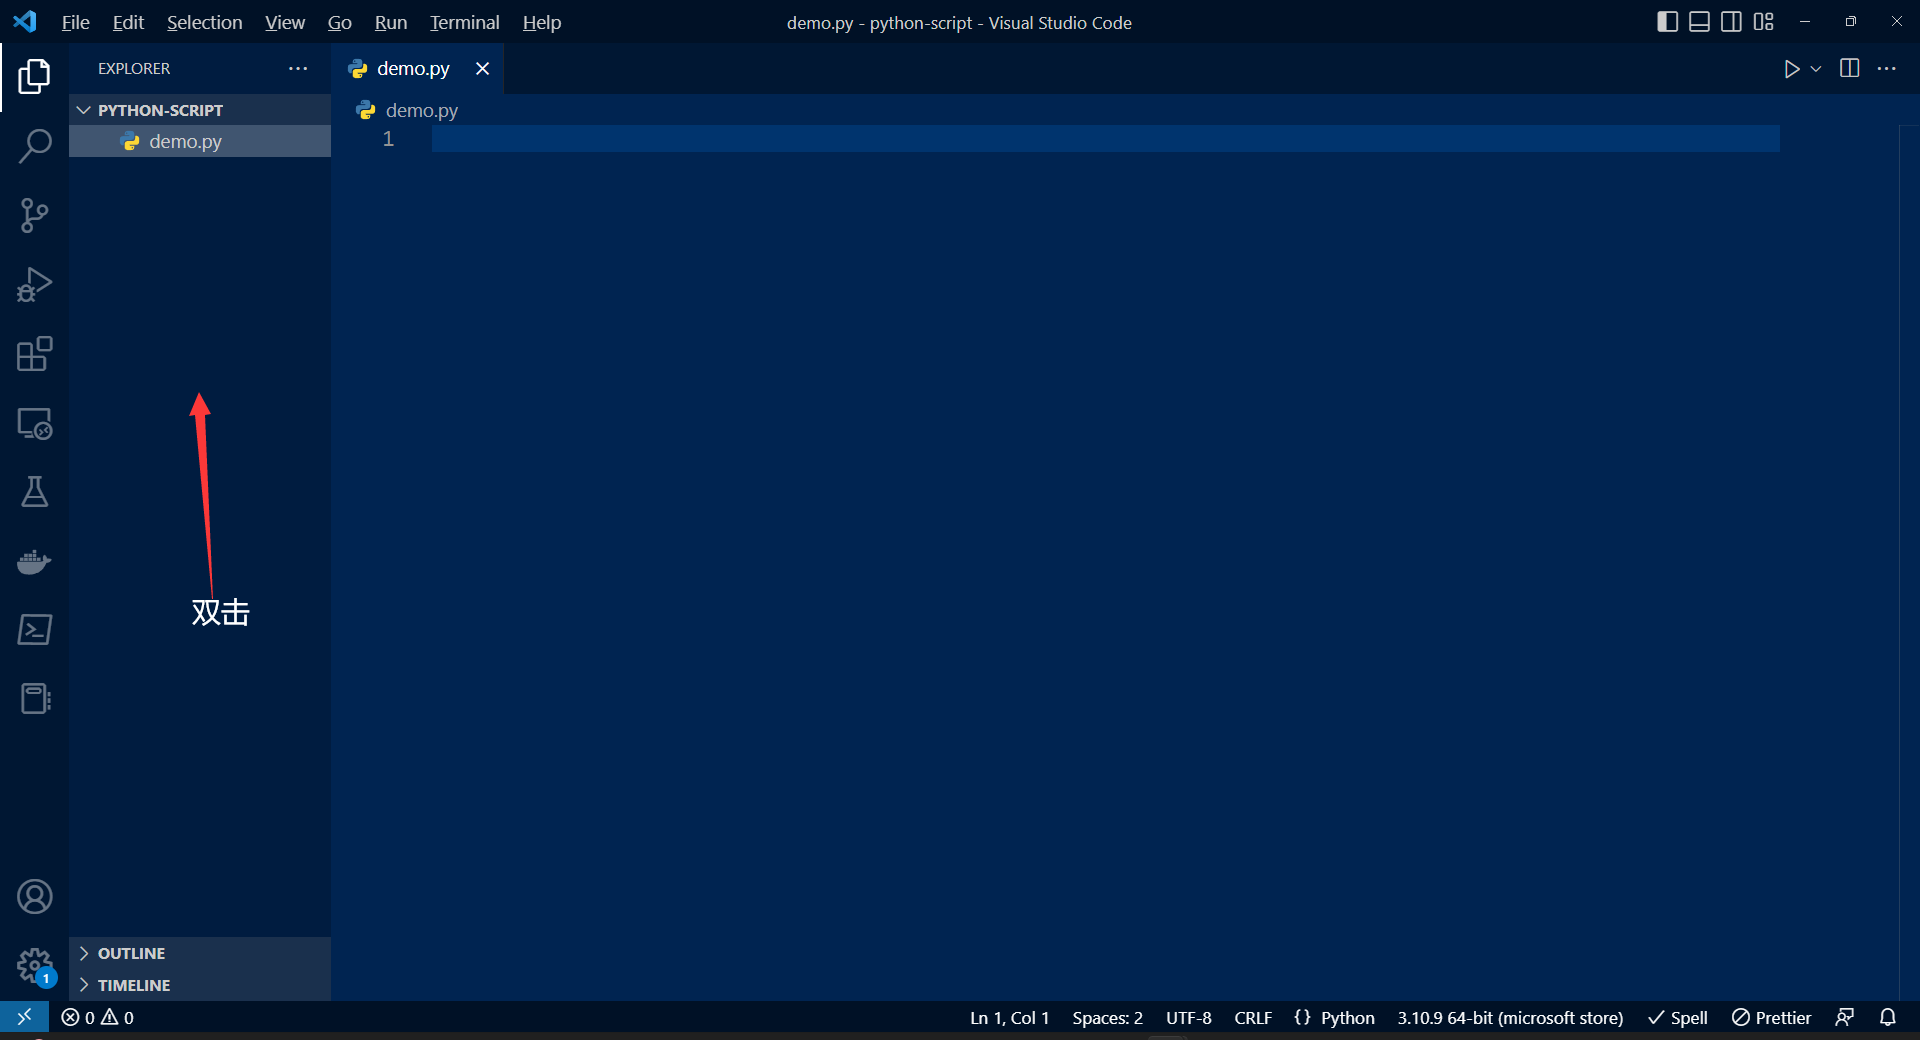 File Edit Selection View Go Run Terminal Help
demo.py - python-script - Visual Studio Code
EXPLORER
demo.py
PYTHON-SCRIPT
demo.py
demo.py
1
双击
OUTLINE
TIMELINE
1
0 0
Ln 1, Col 1 Spaces: 2 UTF-8 CRLF {} Python 3.10.9 64-bit (microsoft store) Spell Prettier